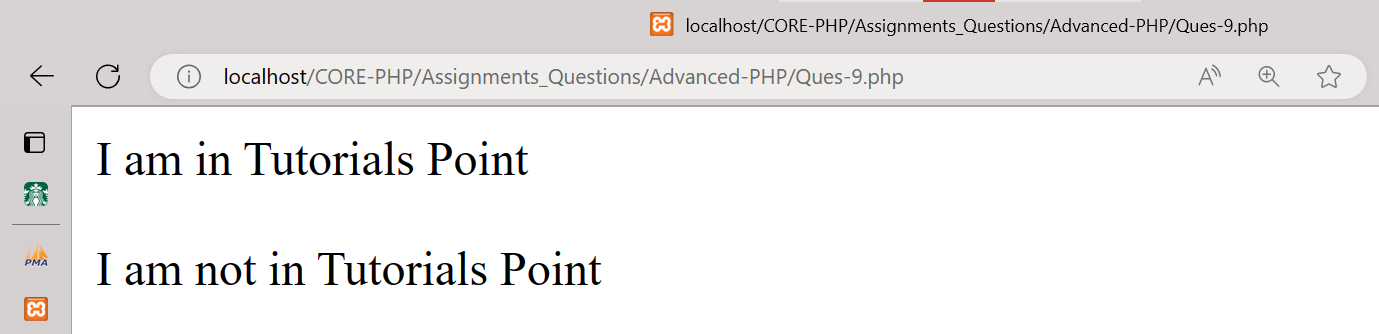 localhost/CORE-PHP/Assignments_Questions/Advanced-PHP/Ques-9.php
localhost/CORE-PHP/Assignments_Questions/Advanced-PHP/Ques-9.php
I am in Tutorials Point
PMA
I am not in Tutorials Point